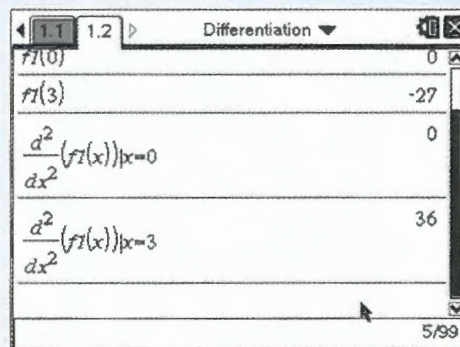 1.1 1.2 Differentiation
f1(0) 0
f1(3) -27
d²/dx²(f1(x))|x=0 0
d²/dx²(f1(x))|x=3 36
5/99